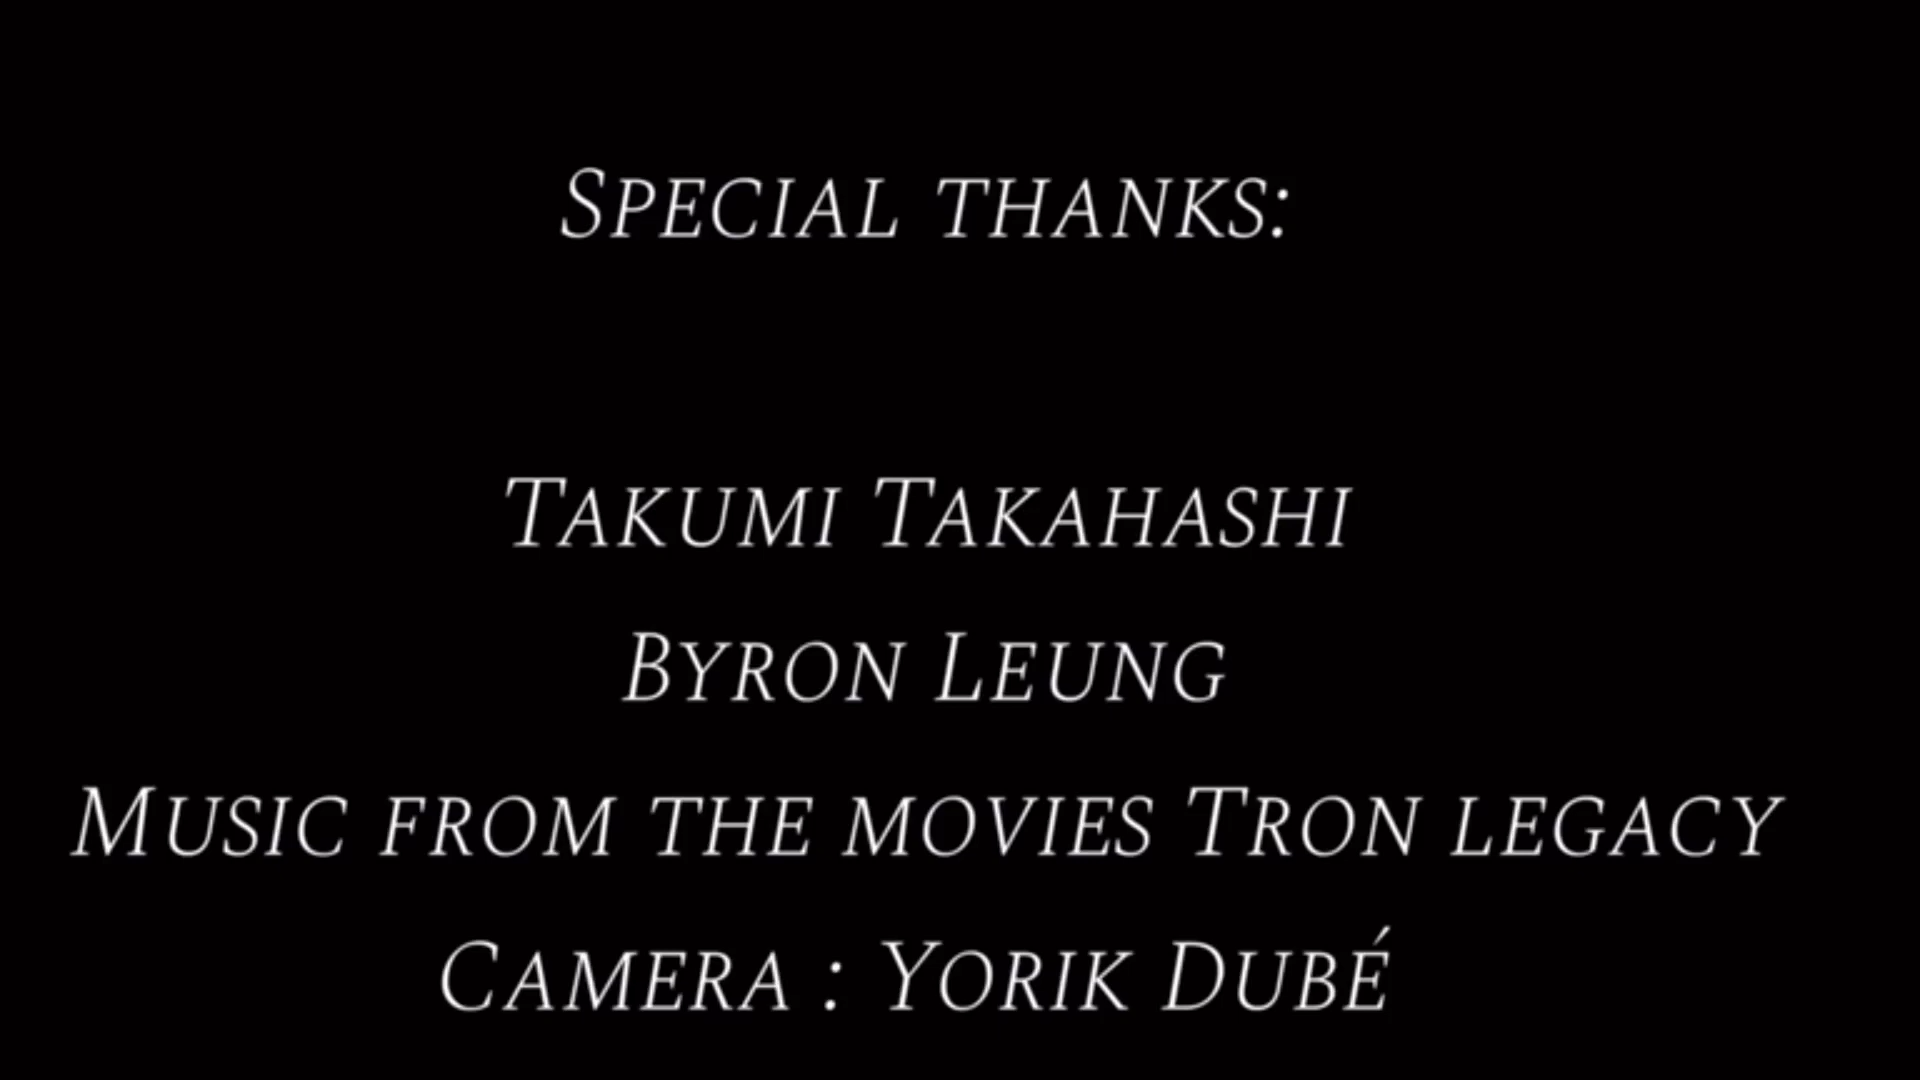 Special thanks:
Takumi Takahashi
Byron Leung
Music from the movies Tron legacy
Camera : Yorik Dubé